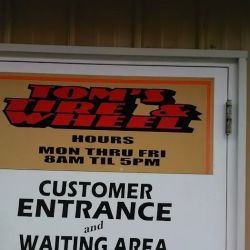 TOM'S
TIRE &
WHEEL
HOURS
MON THRU FRI
8AM TIL 5PM
CUSTOMER
ENTRANCE
and
WAITING AREA